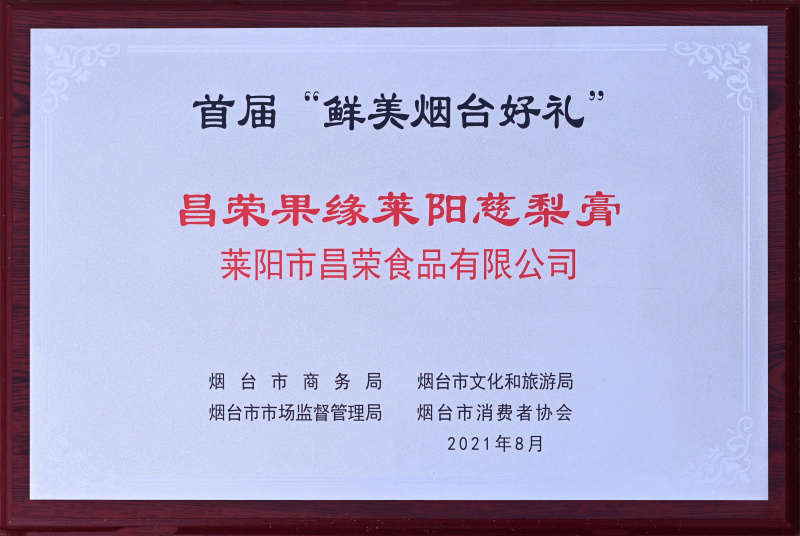 首届“鲜美烟台好礼”
昌荣果缘莱阳慈梨膏
莱阳市昌荣食品有限公司
烟台市商务局 烟台市文化和旅游局
烟台市市场监督管理局 烟台市消费者协会
2021年8月